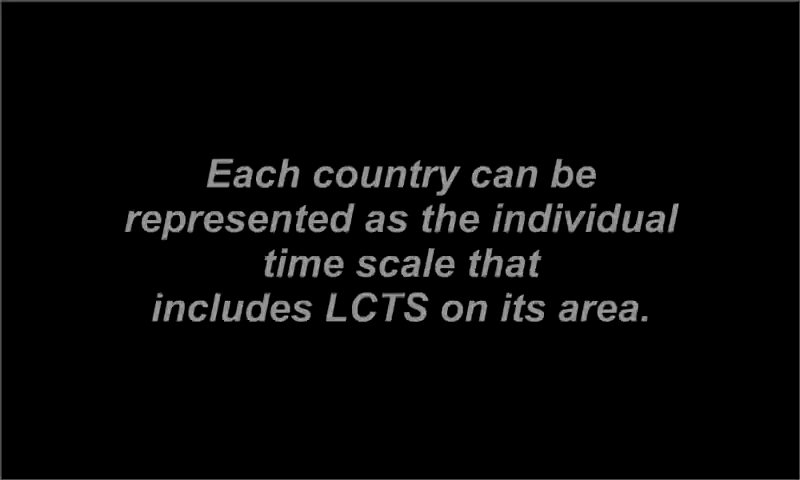 Each country can be
represented as the individual
time scale that
includes LCTS on its area.